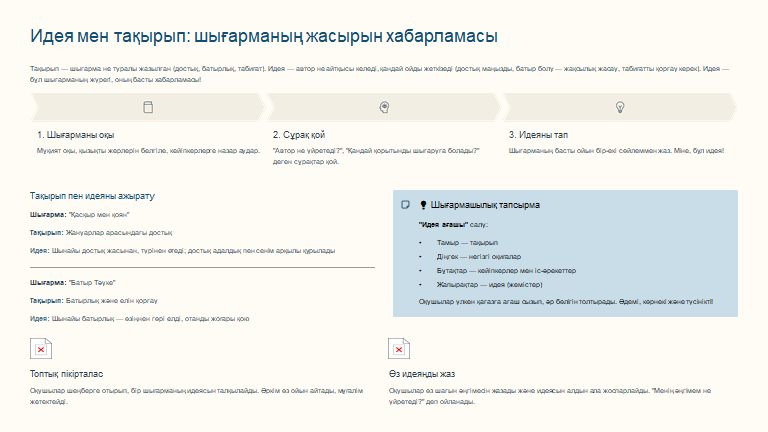 Идея мен тақырып: шығарманың жасырын хабарламасы
Тақырып — шығарма не туралы жазылған (достық, батырлық, табиғат). Идея — автор не айтқысы келеді, қандай ойды жеткізеді (достық маңызды, батыр болу — жақсылық жасау, табиғатты қорғау керек). Идея —
бұл шығарманың жүрегі, оның басты хабарламасы!
1. Шығарманы оқы
Мұқият оқы, қызықты жерлерін белгіле, кейіпкерлерге назар аудар.
2. Сұрақ қой
"Автор не үйретеді?", "Қандай қорытынды шығаруға болады?"
деген сұрақтар қой.
3. Идеяны тап
Шығарманың басты ойын бір-екі сөйлеммен жаз. Міне, бұл идея!
Тақырып пен идеяны ажырату
Шығарма: "Қасқыр мен қоян"
Тақырып: Жануарлар арасындағы достық
Идея: Шынайы достық жасынан, түрінен өтеді; достық адалдық пен сенім арқылы құрылады
Шығарма: "Батыр Тәуке"
Тақырып: Батырлық және елін қорғау
Идея: Шынайы батырлық — өзіңнен гөрі елді, отанды жоғары қою
💡 Шығармашылық тапсырма
"Идея ағашы" салу:
• Тамыр — тақырып
• Діңгек — негізгі оқиғалар
• Бұтақтар — кейіпкерлер мен іс-әрекеттер
• Жапырақтар — идея (жемістер)
Оқушылар үлкен қағазға ағаш сызып, әр бөлігін толтырады. Әдемі, көрнекі және түсінікті!
Топтық пікірталас
Оқушылар шеңберге отырып, бір шығарманың идеясын талқылайды. Әркім өз ойын айтады, мұғалім
жетектейді.
Өз идеяңды жаз
Оқушылар өз шағын әңгімесін жазады және идеясын алдын ала жоспарлайды. "Менің әңгімем не
үйретеді?" деп ойланады.